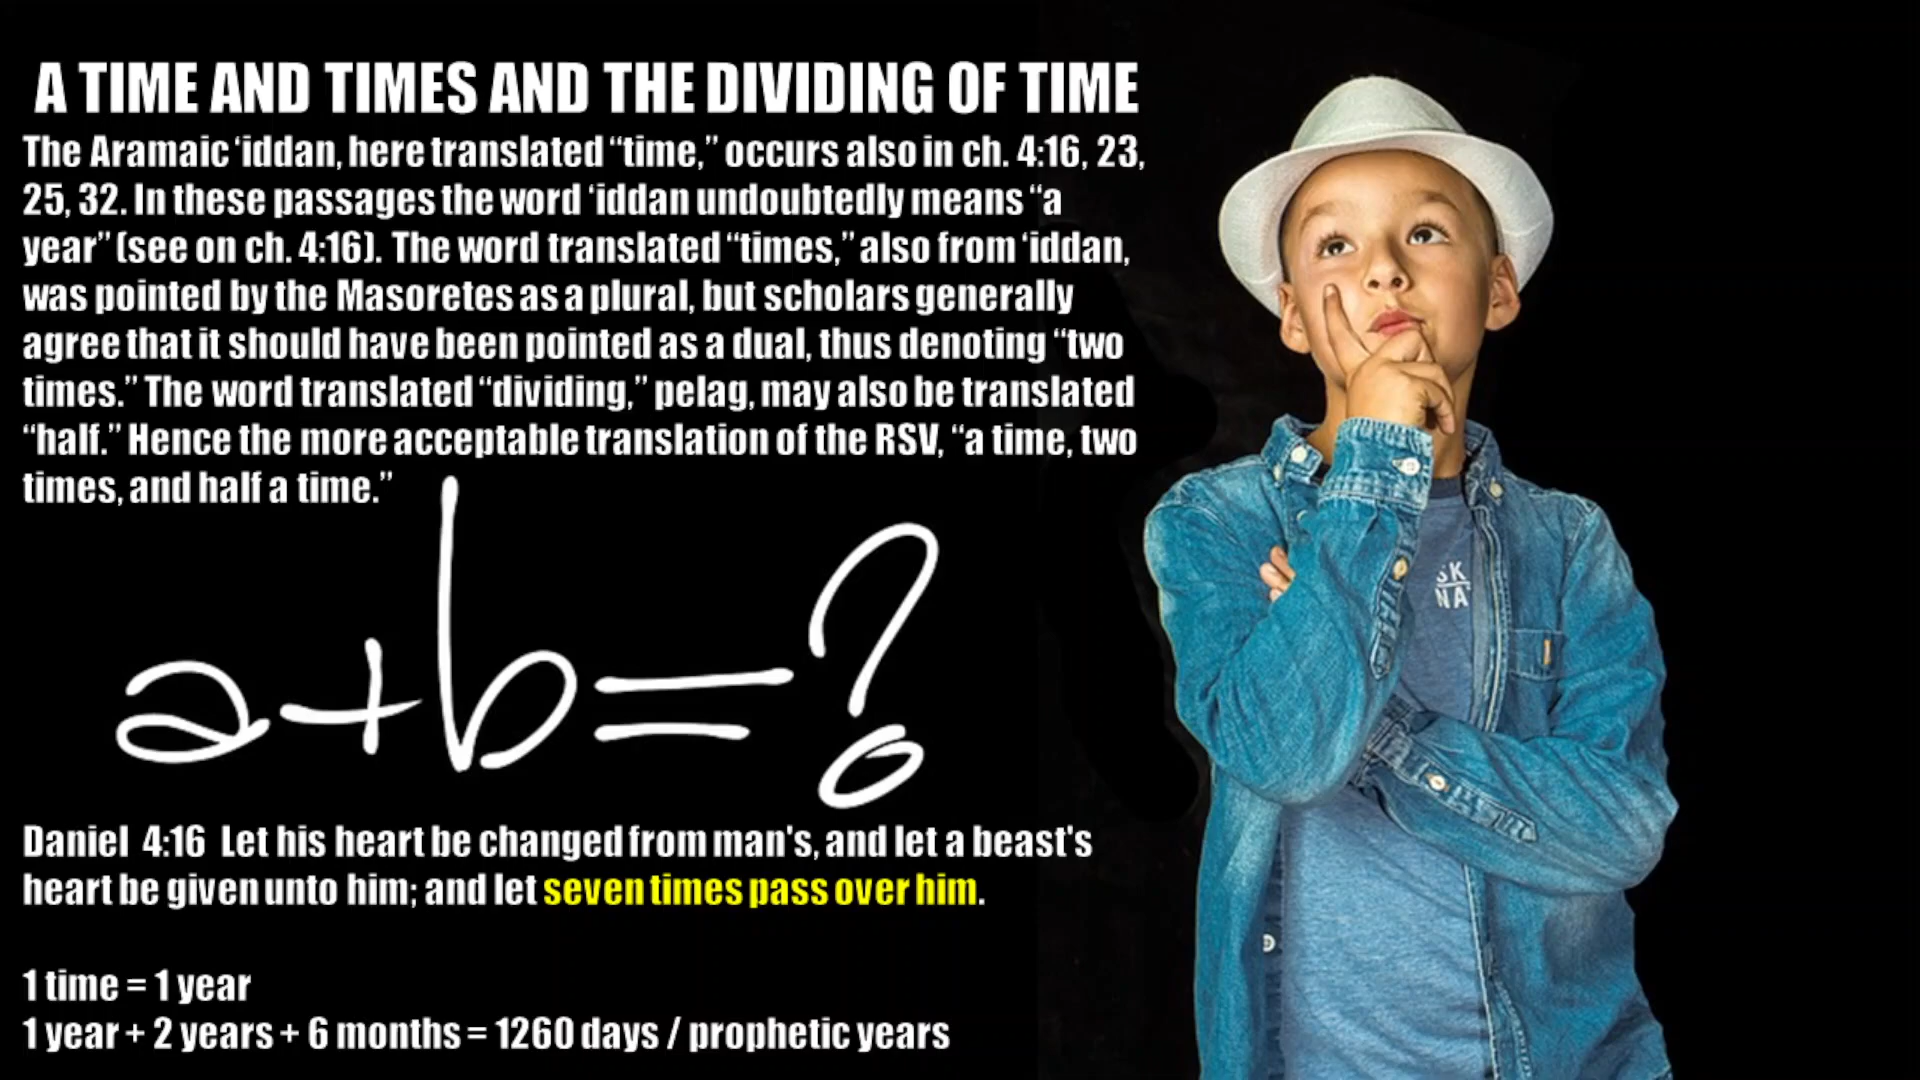 A TIME AND TIMES AND THE DIVIDING OF TIME
The Aramaic ‘iddan, here translated “time,” occurs also in ch. 4:16, 23,
25, 32. In these passages the word ‘iddan undoubtedly means “a
year” (see on ch. 4:16). The word translated “times,” also from ‘iddan,
was pointed by the Masoretes as a plural, but scholars generally
agree that it should have been pointed as a dual, thus denoting “two
times.” The word translated “dividing,” pelag, may also be translated
“half.” Hence the more acceptable translation of the RSV, “a time, two
times, and half a time.”
a+b=?
SK
NA
Daniel 4:16 Let his heart be changed from man's, and let a beast's
heart be given unto him; and let seven times pass over him.
1 time = 1 year
1 year + 2 years + 6 months = 1260 days / prophetic years